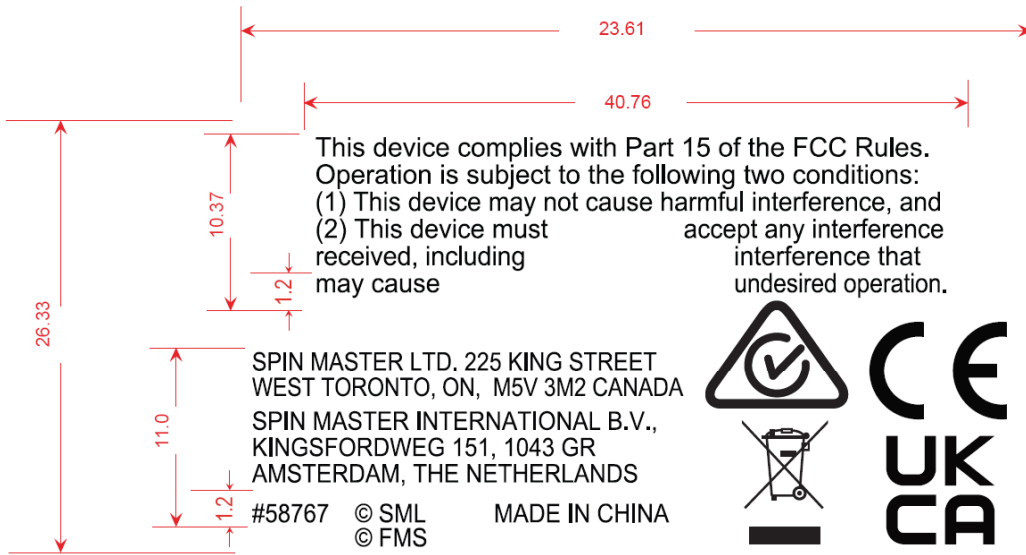 23.61
40.76
This device complies with Part 15 of the FCC Rules.
Operation is subject to the following two conditions:
(1) This device may not cause harmful interference, and
(2) This device must accept any interference
received, including interference that
may cause undesired operation.
10.37
1.2
26.33
SPIN MASTER LTD. 225 KING STREET
WEST TORONTO, ON, M5V 3M2 CANADA
SPIN MASTER INTERNATIONAL B.V.,
KINGSFORDWEG 151, 1043 GR
AMSTERDAM, THE NETHERLANDS
11.0
1.2
#58767 © SML MADE IN CHINA
© FMS
CE
UK
CA